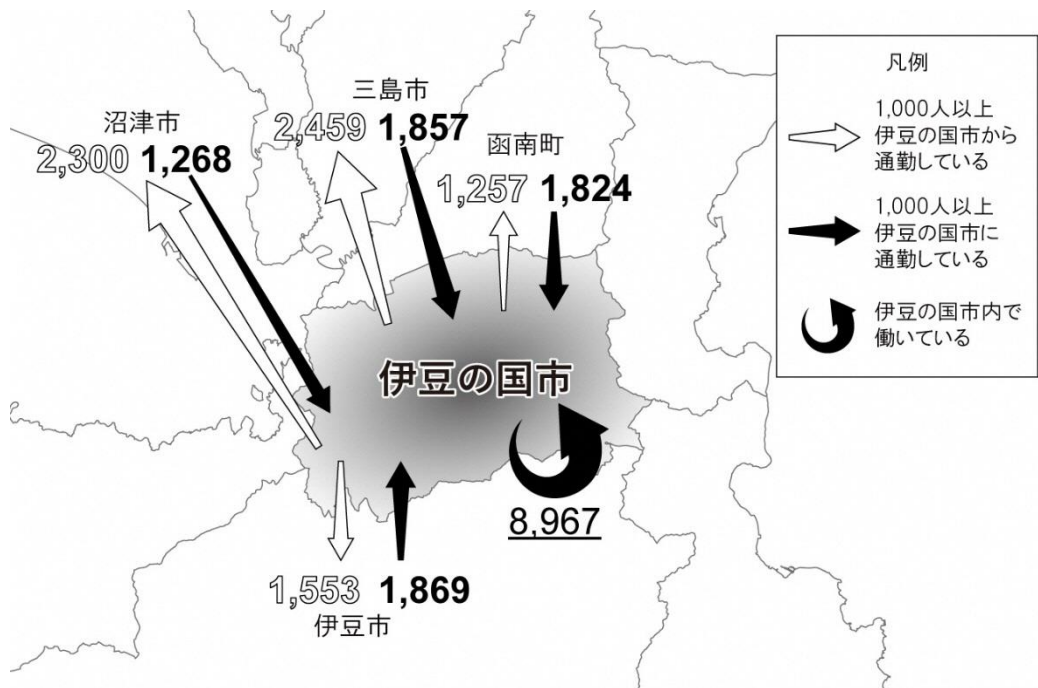 三島市
2,459 1,857
沼津市
2,300 1,268
函南町
1,257 1,824
伊豆の国市
8,967
1,553 1,869
伊豆市
凡例
1,000人以上
伊豆の国市から
通勤している
1,000人以上
伊豆の国市に
通勤している
伊豆の国市内で
働いている